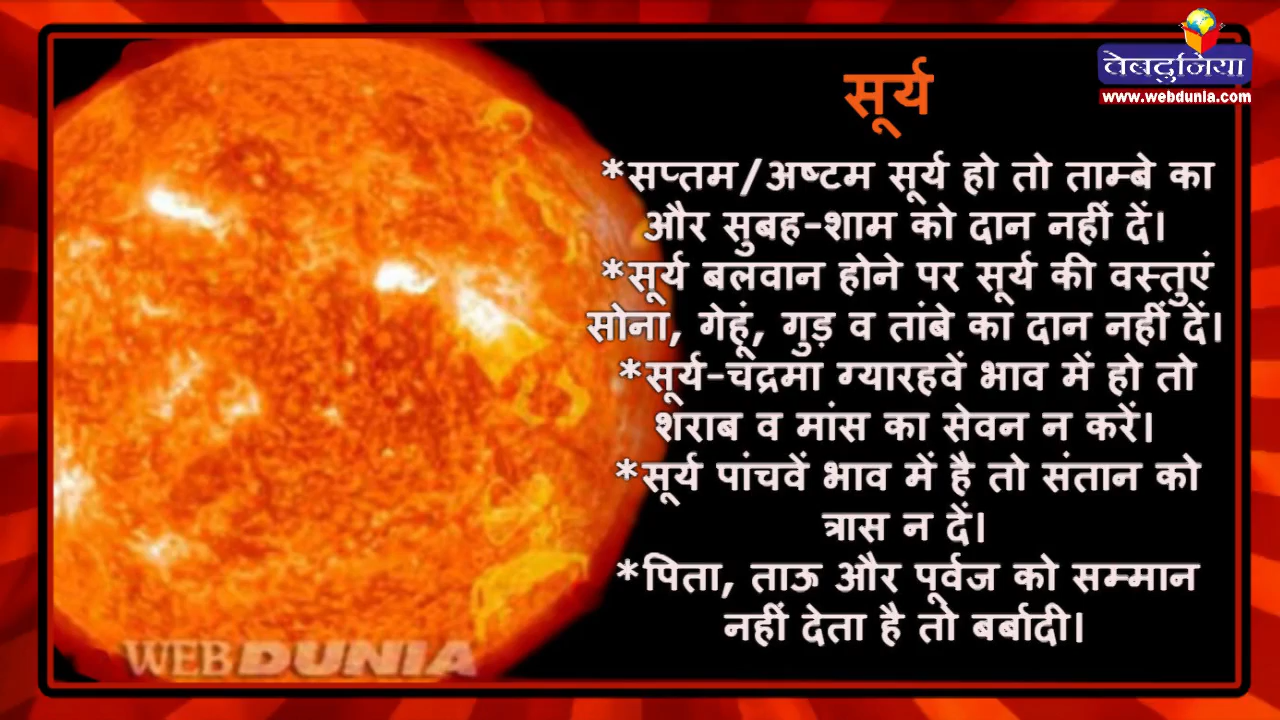 वेबदुनिया
www.webdunia.com
सूर्य
*सप्तम/अष्टम सूर्य हो तो ताम्बे का
और सुबह-शाम को दान नहीं दें।
*सूर्य बलवान होने पर सूर्य की वस्तुएं
सोना, गेहूं, गुड़ व तांबे का दान नहीं दें।
*सूर्य-चंद्रमा ग्यारहवें भाव में हो तो
शराब व मांस का सेवन न करें।
*सूर्य पांचवें भाव में है तो संतान को
त्रास न दें।
*पिता, ताऊ और पूर्वज को सम्मान
नहीं देता है तो बर्बादी।
WEBDUNIA